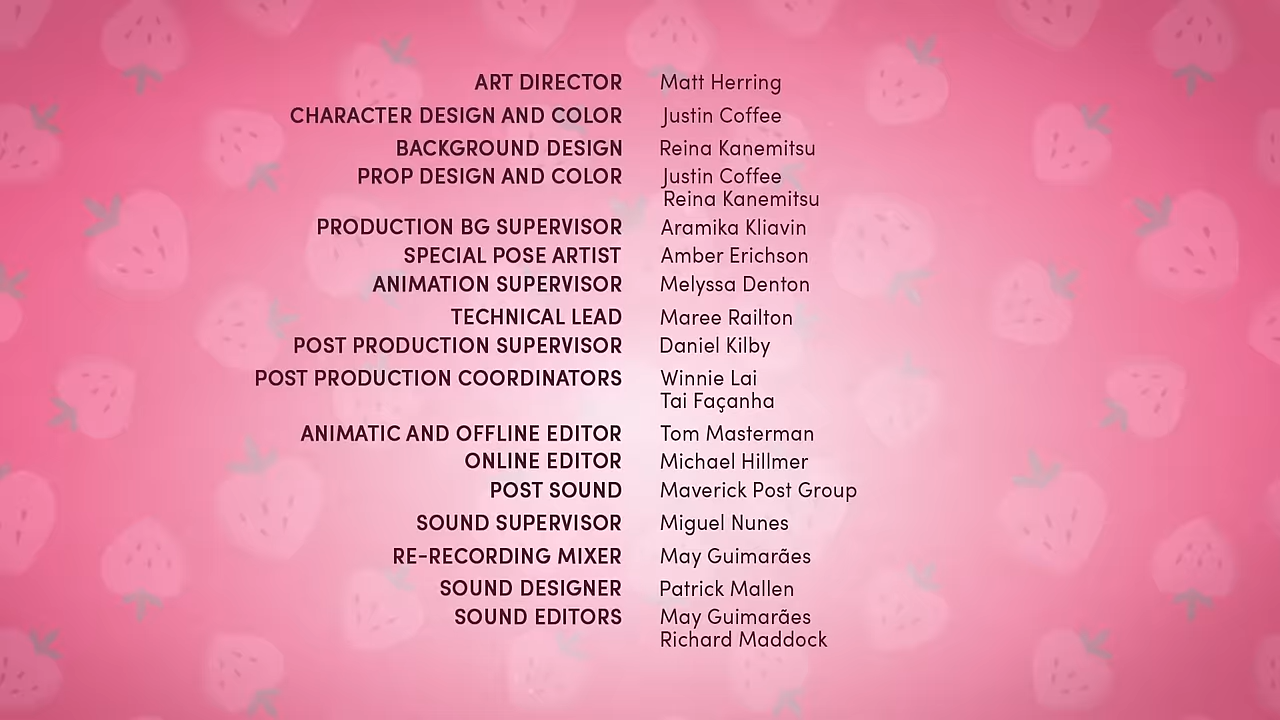 ART DIRECTOR Matt Herring
CHARACTER DESIGN AND COLOR Justin Coffee
BACKGROUND DESIGN Reina Kanemitsu
PROP DESIGN AND COLOR Justin Coffee
Reina Kanemitsu
PRODUCTION BG SUPERVISOR Aramika Kliavin
SPECIAL POSE ARTIST Amber Erichson
ANIMATION SUPERVISOR Melyssa Denton
TECHNICAL LEAD Maree Railton
POST PRODUCTION SUPERVISOR Daniel Kilby
POST PRODUCTION COORDINATORS Winnie Lai
Tai Façanha
ANIMATIC AND OFFLINE EDITOR Tom Masterman
ONLINE EDITOR Michael Hillmer
POST SOUND Maverick Post Group
SOUND SUPERVISOR Miguel Nunes
RE-RECORDING MIXER May Guimarães
SOUND DESIGNER Patrick Mallen
SOUND EDITORS May Guimarães
Richard Maddock